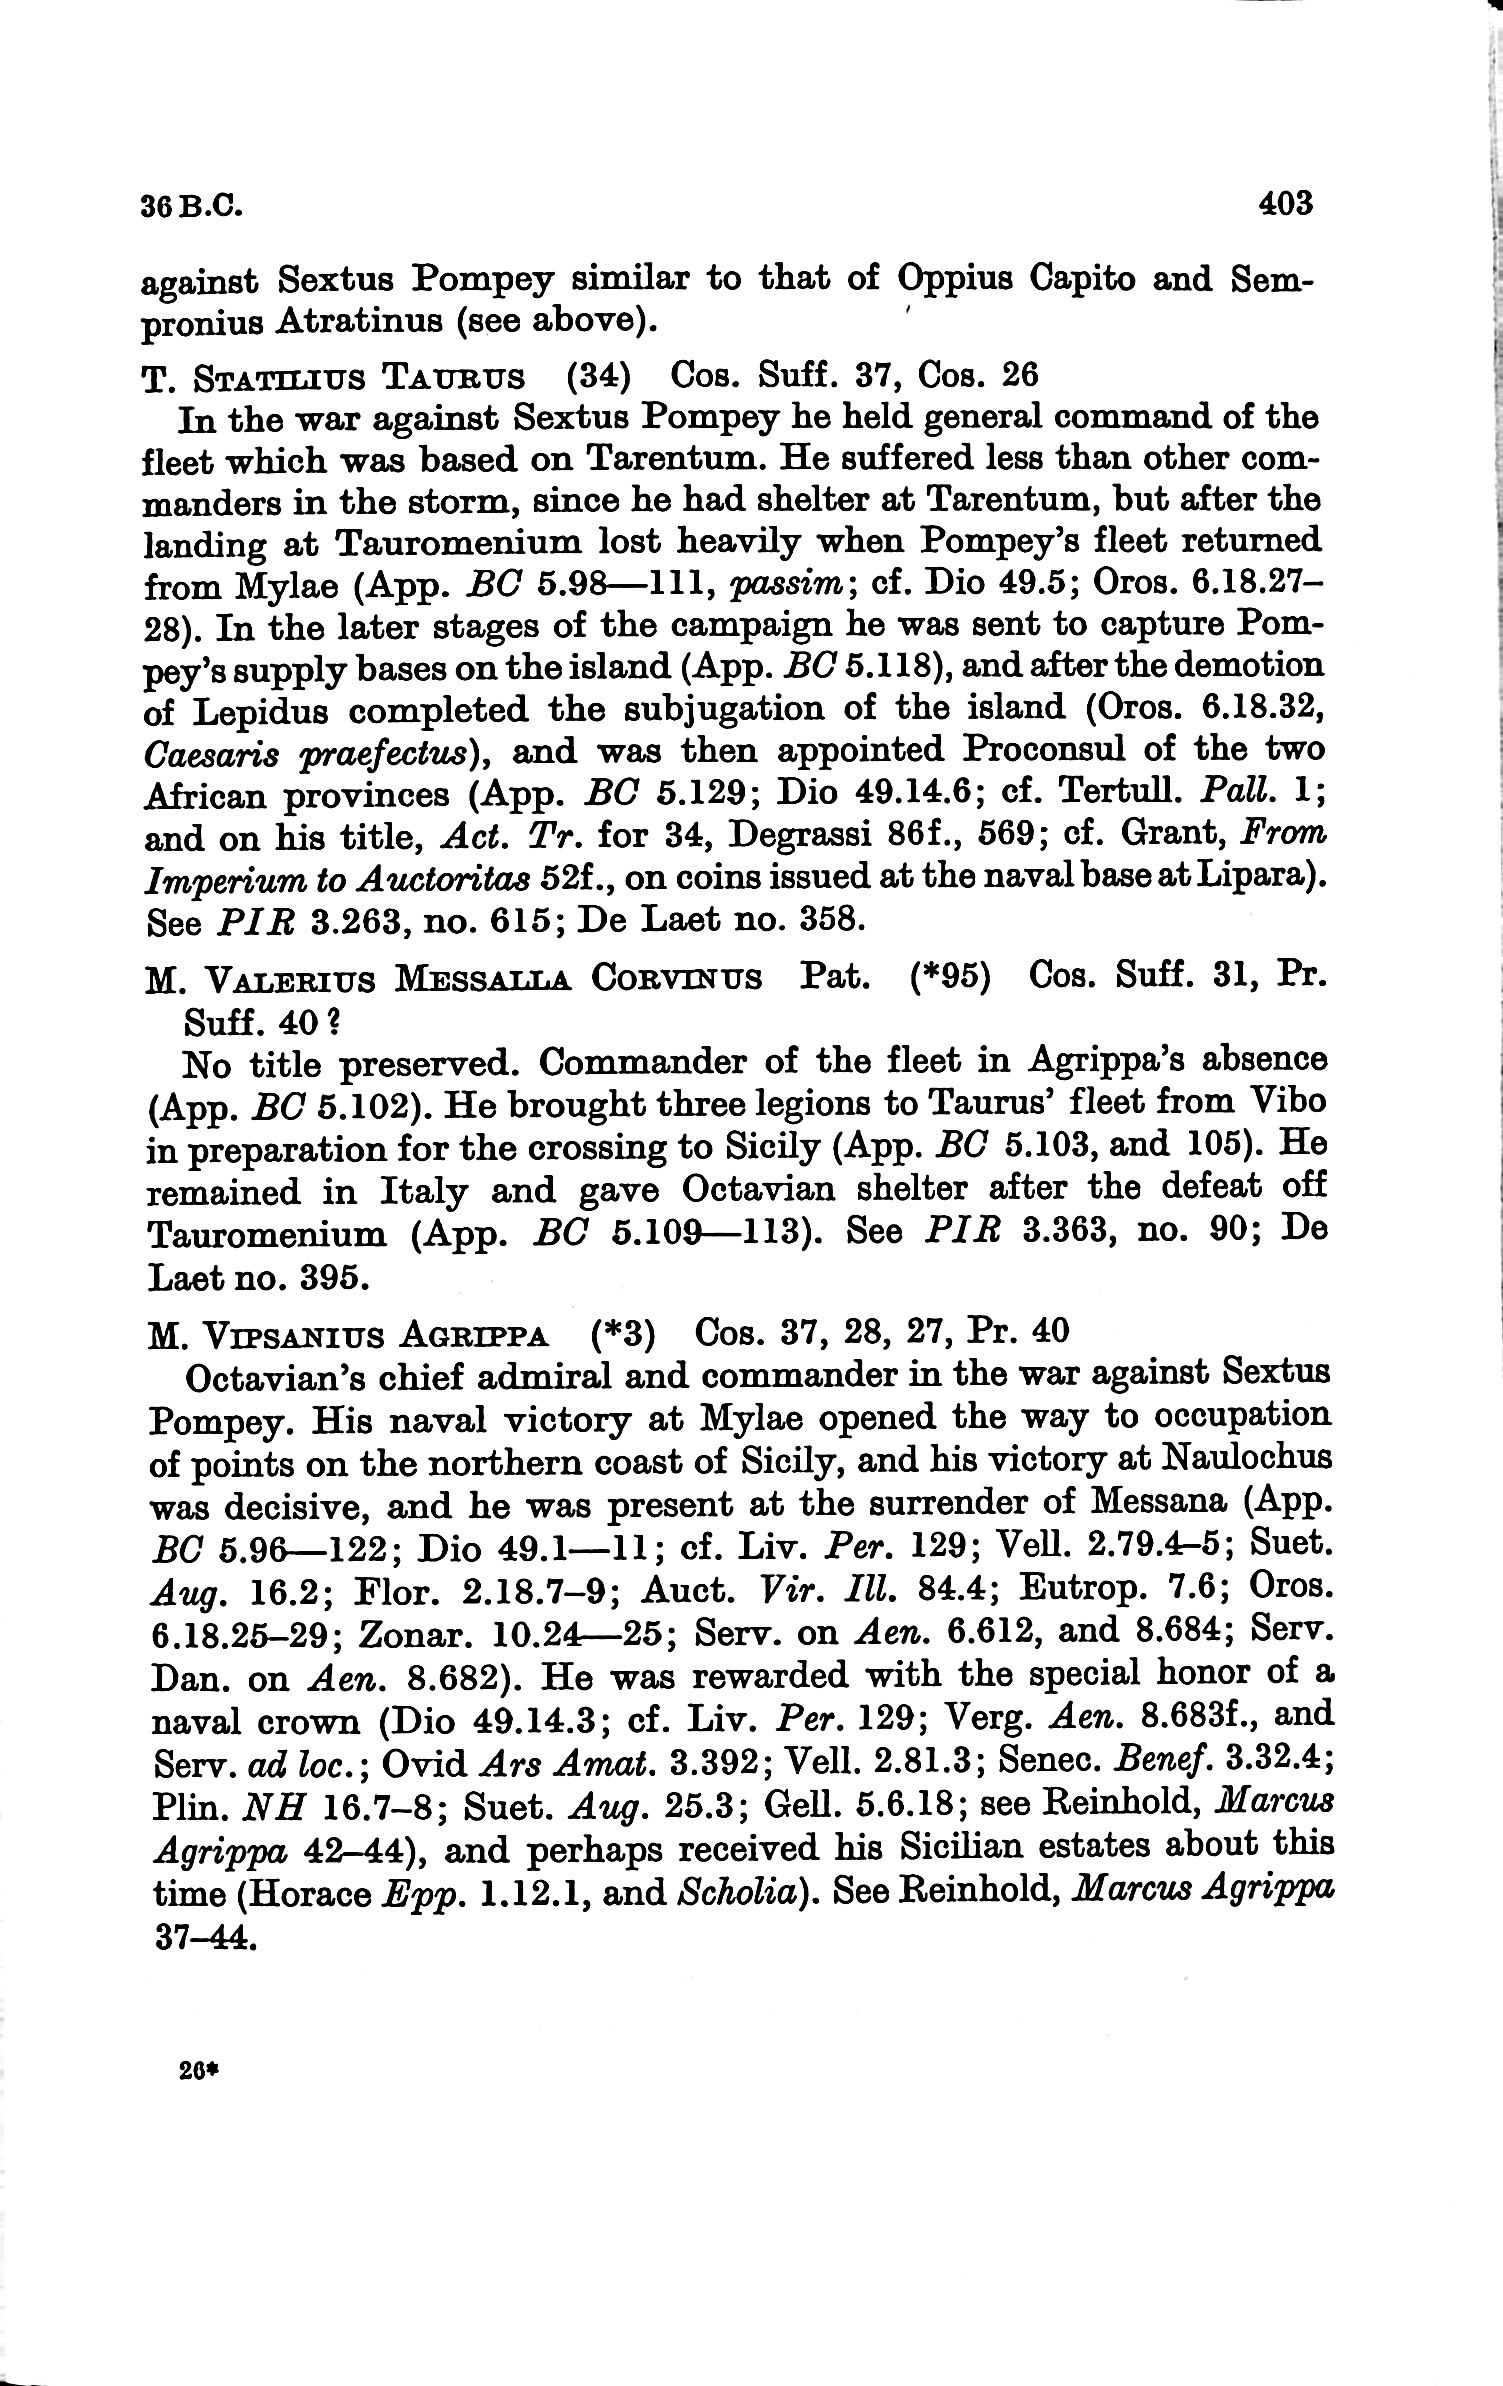 36 B.C. 403
against Sextus Pompey similar to that of Oppius Capito and Sem-
pronius Atratinus (see above).
T. STATILIUS TAURUS (34) Cos. Suff. 37, Cos. 26
In the war against Sextus Pompey he held general command of the
fleet which was based on Tarentum. He suffered less than other com-
manders in the storm, since he had shelter at Tarentum, but after the
landing at Tauromenium lost heavily when Pompey's fleet returned
from Mylae (App. BC 5.98—111, passim; cf. Dio 49.5; Oros. 6.18.27–
28). In the later stages of the campaign he was sent to capture Pom-
pey's supply bases on the island (App. BC 5.118), and after the demotion
of Lepidus completed the subjugation of the island (Oros. 6.18.32,
Caesaris praefectus), and was then appointed Proconsul of the two
African provinces (App. BC 5.129; Dio 49.14.6; cf. Tertull. Pall. 1;
and on his title, Act. Tr. for 34, Degrassi 86f., 569; cf. Grant, From
Imperium to Auctoritas 52f., on coins issued at the naval base at Lipara).
See PIR 3.263, no. 615; De Laet no. 358.
M. VALERIUS MESSALLA CORVINUS Pat. (*95) Cos. Suff. 31, Pr.
Suff. 40?
No title preserved. Commander of the fleet in Agrippa's absence
(App. BC 5.102). He brought three legions to Taurus' fleet from Vibo
in preparation for the crossing to Sicily (App. BC 5.103, and 105). He
remained in Italy and gave Octavian shelter after the defeat off
Tauromenium (App. BC 5.109—113). See PIR 3.363, no. 90; De
Laet no. 395.
M. VIPSANIUS AGRIPPA (*3) Cos. 37, 28, 27, Pr. 40
Octavian's chief admiral and commander in the war against Sextus
Pompey. His naval victory at Mylae opened the way to occupation
of points on the northern coast of Sicily, and his victory at Naulochus
was decisive, and he was present at the surrender of Messana (App.
BC 5.96—122; Dio 49.1—11; cf. Liv. Per. 129; Vell. 2.79.4–5; Suet.
Aug. 16.2; Flor. 2.18.7–9; Auct. Vir. Ill. 84.4; Eutrop. 7.6; Oros.
6.18.25–29; Zonar. 10.24—25; Serv. on Aen. 6.612, and 8.684; Serv.
Dan. on Aen. 8.682). He was rewarded with the special honor of a
naval crown (Dio 49.14.3; cf. Liv. Per. 129; Verg. Aen. 8.683f., and
Serv. ad loc.; Ovid Ars Amat. 3.392; Vell. 2.81.3; Senec. Benef. 3.32.4;
Plin. NH 16.7–8; Suet. Aug. 25.3; Gell. 5.6.18; see Reinhold, Marcus
Agrippa 42–44), and perhaps received his Sicilian estates about this
time (Horace Epp. 1.12.1, and Scholia). See Reinhold, Marcus Agrippa
37–44.
26*